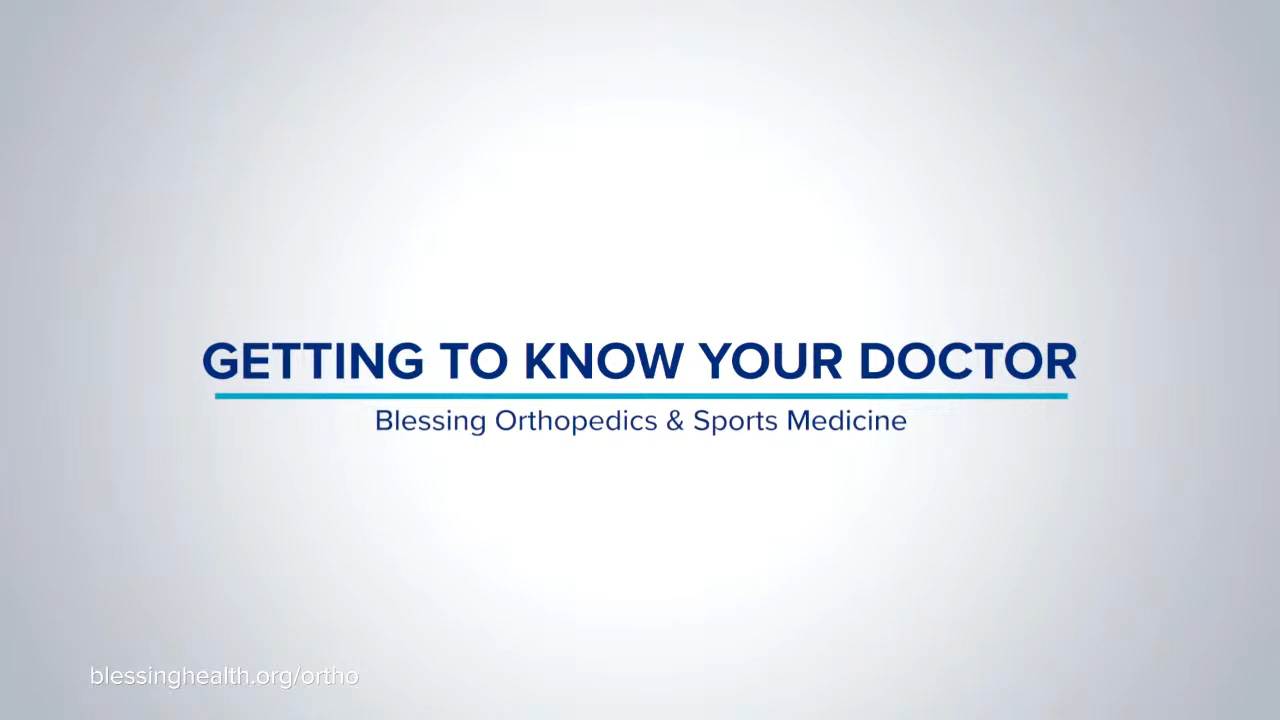 GETTING TO KNOW YOUR DOCTOR
Blessing Orthopedics & Sports Medicine
blessinghealth.org/ortho